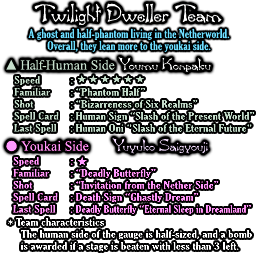 Twilight Dweller Team
A ghost and half-phantom living in the Netherworld.
Overall, they lean more to the youkai side.
▲ Half-Human Side Youmu Konpaku
Speed : ★★★★★★
Familiar : "Phantom Half"
Shot : "Bizarreness of Six Realms"
Spell Card : Human Sign "Slash of the Present World"
Last Spell : Human Oni "Slash of the Eternal Future"
● Youkai Side Yuyuko Saigyouji
Speed : ★
Familiar : "Deadly Butterfly"
Shot : "Invitation from the Nether Side"
Spell Card : Death Sign "Ghastly Dream"
Last Spell : Deadly Butterfly "Eternal Sleep in Dreamland"
* Team characteristics
The human side of the gauge is half-sized, and a bomb
is awarded if a stage is beaten with less than 3 left.